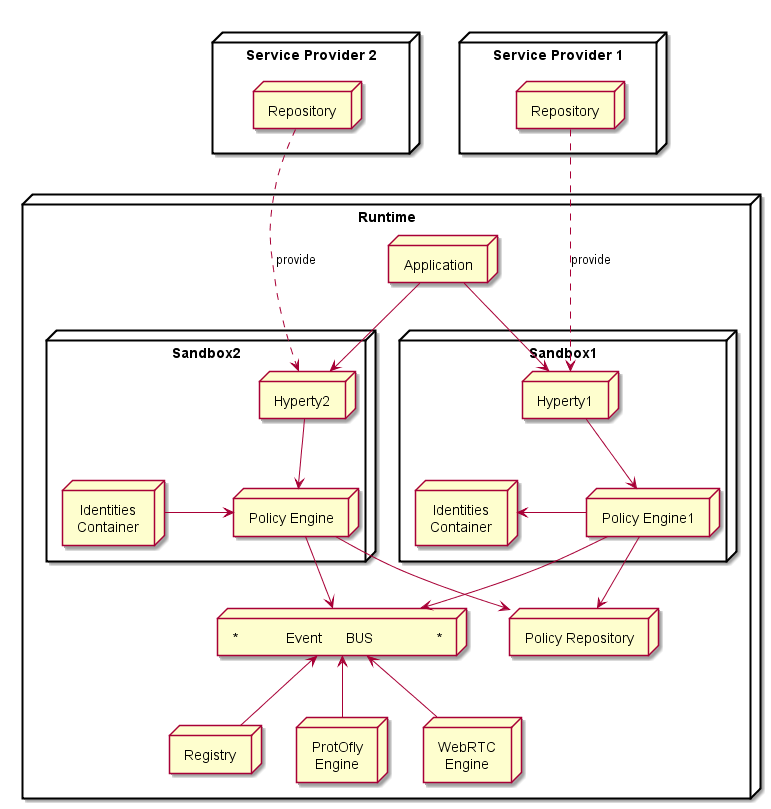 Service Provider 2
Service Provider 1
Repository
Repository
Runtime
provide
Application
provide
Sandbox2
Sandbox1
Hyperty2
Hyperty1
Identities
Container
Policy Engine
Identities
Container
Policy Engine1
* Event BUS *
Policy Repository
Registry
ProtOfly
Engine
WebRTC
Engine